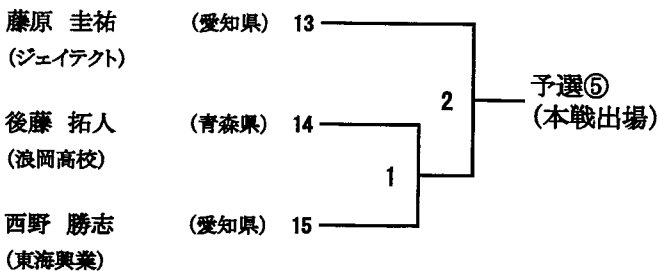 藤原 圭祐 (愛知県) 13
(ジェイテクト)
2
予選⑤
(本戦出場)
後藤 拓人 (青森県) 14
(浪岡高校)
1
西野 勝志 (愛知県) 15
(東海興業)